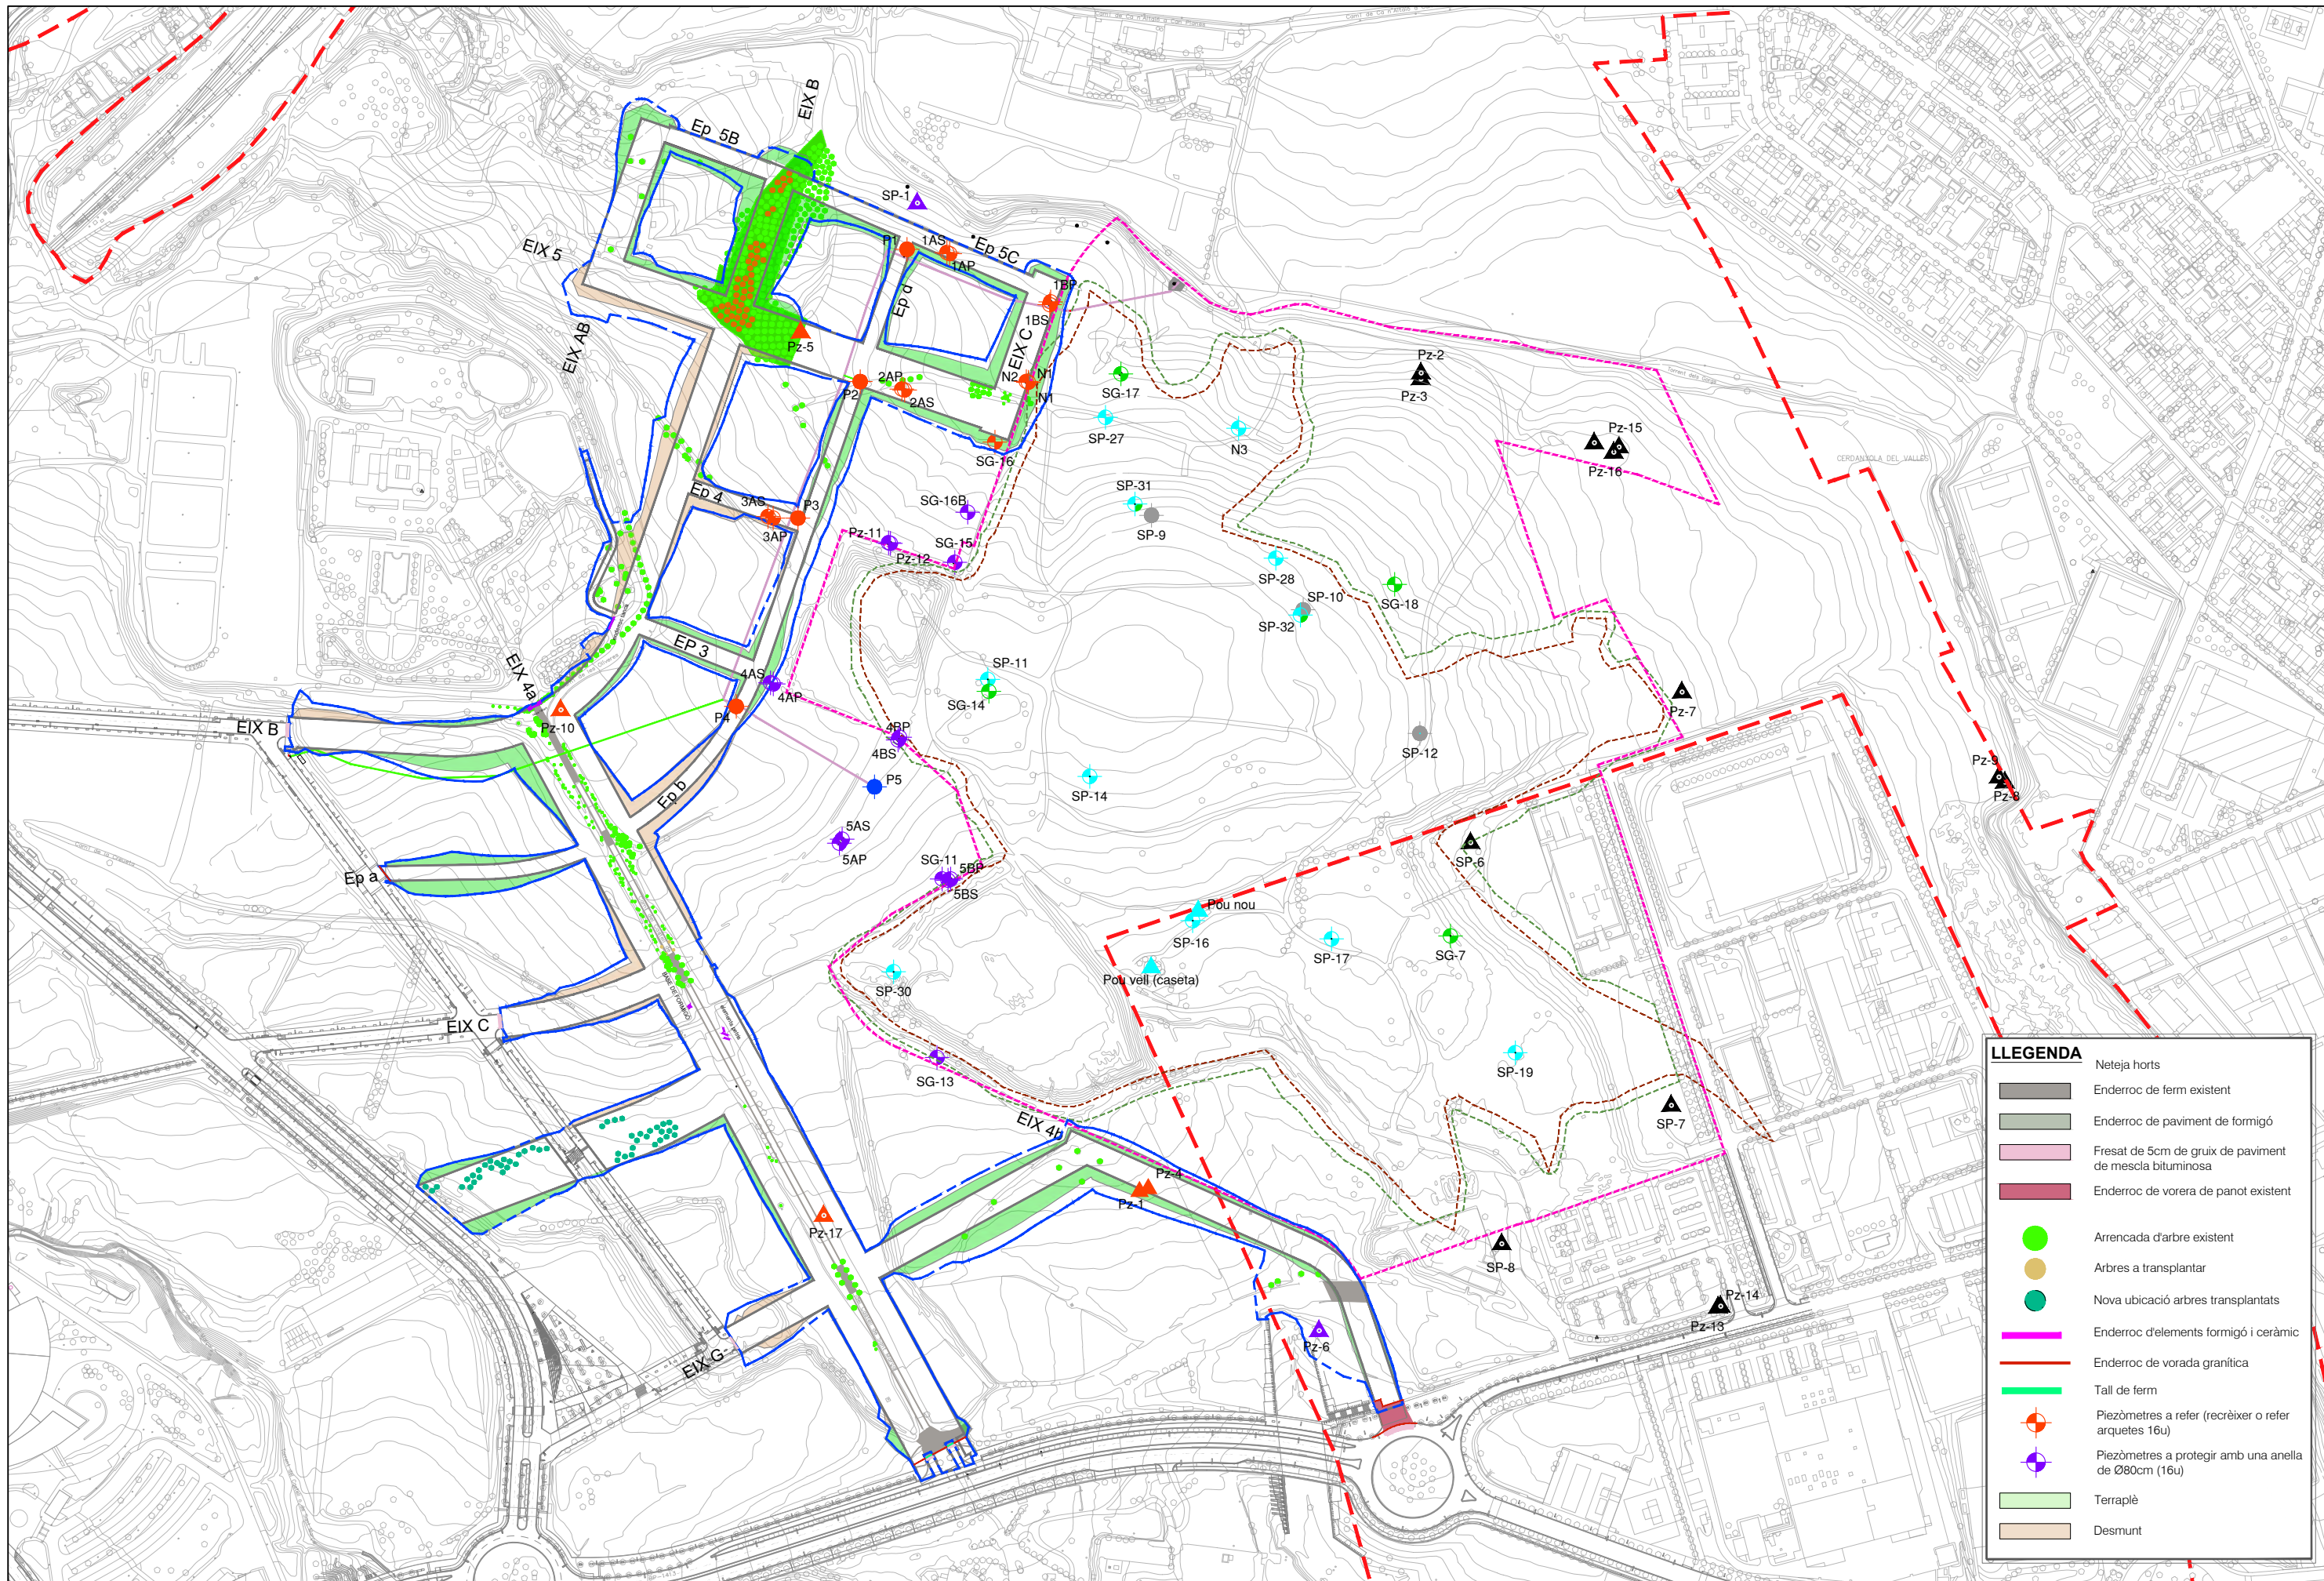 EIX B
Ep 5B
SP-1
EIX 5
P1
1AS
1AP
Ep 5C
Ep d
1BP
1BS
EIX AB
Pz-5
EIX C
Pz-2
Pz-3
2AP
P2
2AS
N2
N1
N1
SG-17
SP-27
N3
Pz-15
Pz-16
SG-16
CERDANYOLA DEL VALLÈS
Ep 4
3AS
P3
3AP
SG-16B
SP-31
SP-9
Pz-11
Pz-12
SG-15
SP-28
SG-18
SP-10
SP-32
EP 3
EIX 4a
4AS
4AP
SP-11
SG-14
Pz-7
P4
Pz-10
EIX B
4BP
4BS
SP-12
P5
SP-14
Pz-9
Pz-8
Ep b
5AS
5AP
SP-6
Ep a
SG-11
5BP
5BS
Pou nou
SP-16
SP-17
SG-7
Pou vell (caseta)
SP-30
BASE DE FORMIGÓ
EIX C
SG-13
SP-19
SP-7
EIX 4b
Pz-4
Pz-1
Pz-17
SP-8
Pz-14
Pz-13
Pz-6
EIX G
LLEGENDA
Neteja horts
Enderroc de ferm existent
Enderroc de paviment de formigó
Fresat de 5cm de gruix de paviment
de mescla bituminosa
Enderroc de vorera de panot existent
Arrencada d'arbre existent
Arbres a transplantar
Nova ubicació arbres transplantats
Enderroc d'elements formigó i ceràmic
Enderroc de vorada granítica
Tall de ferm
Piezòmetres a refer (recrèixer o refer
arquetes 16u)
Piezòmetres a protegir amb una anella
de Ø80cm (16u)
Terraplè
Desmunt